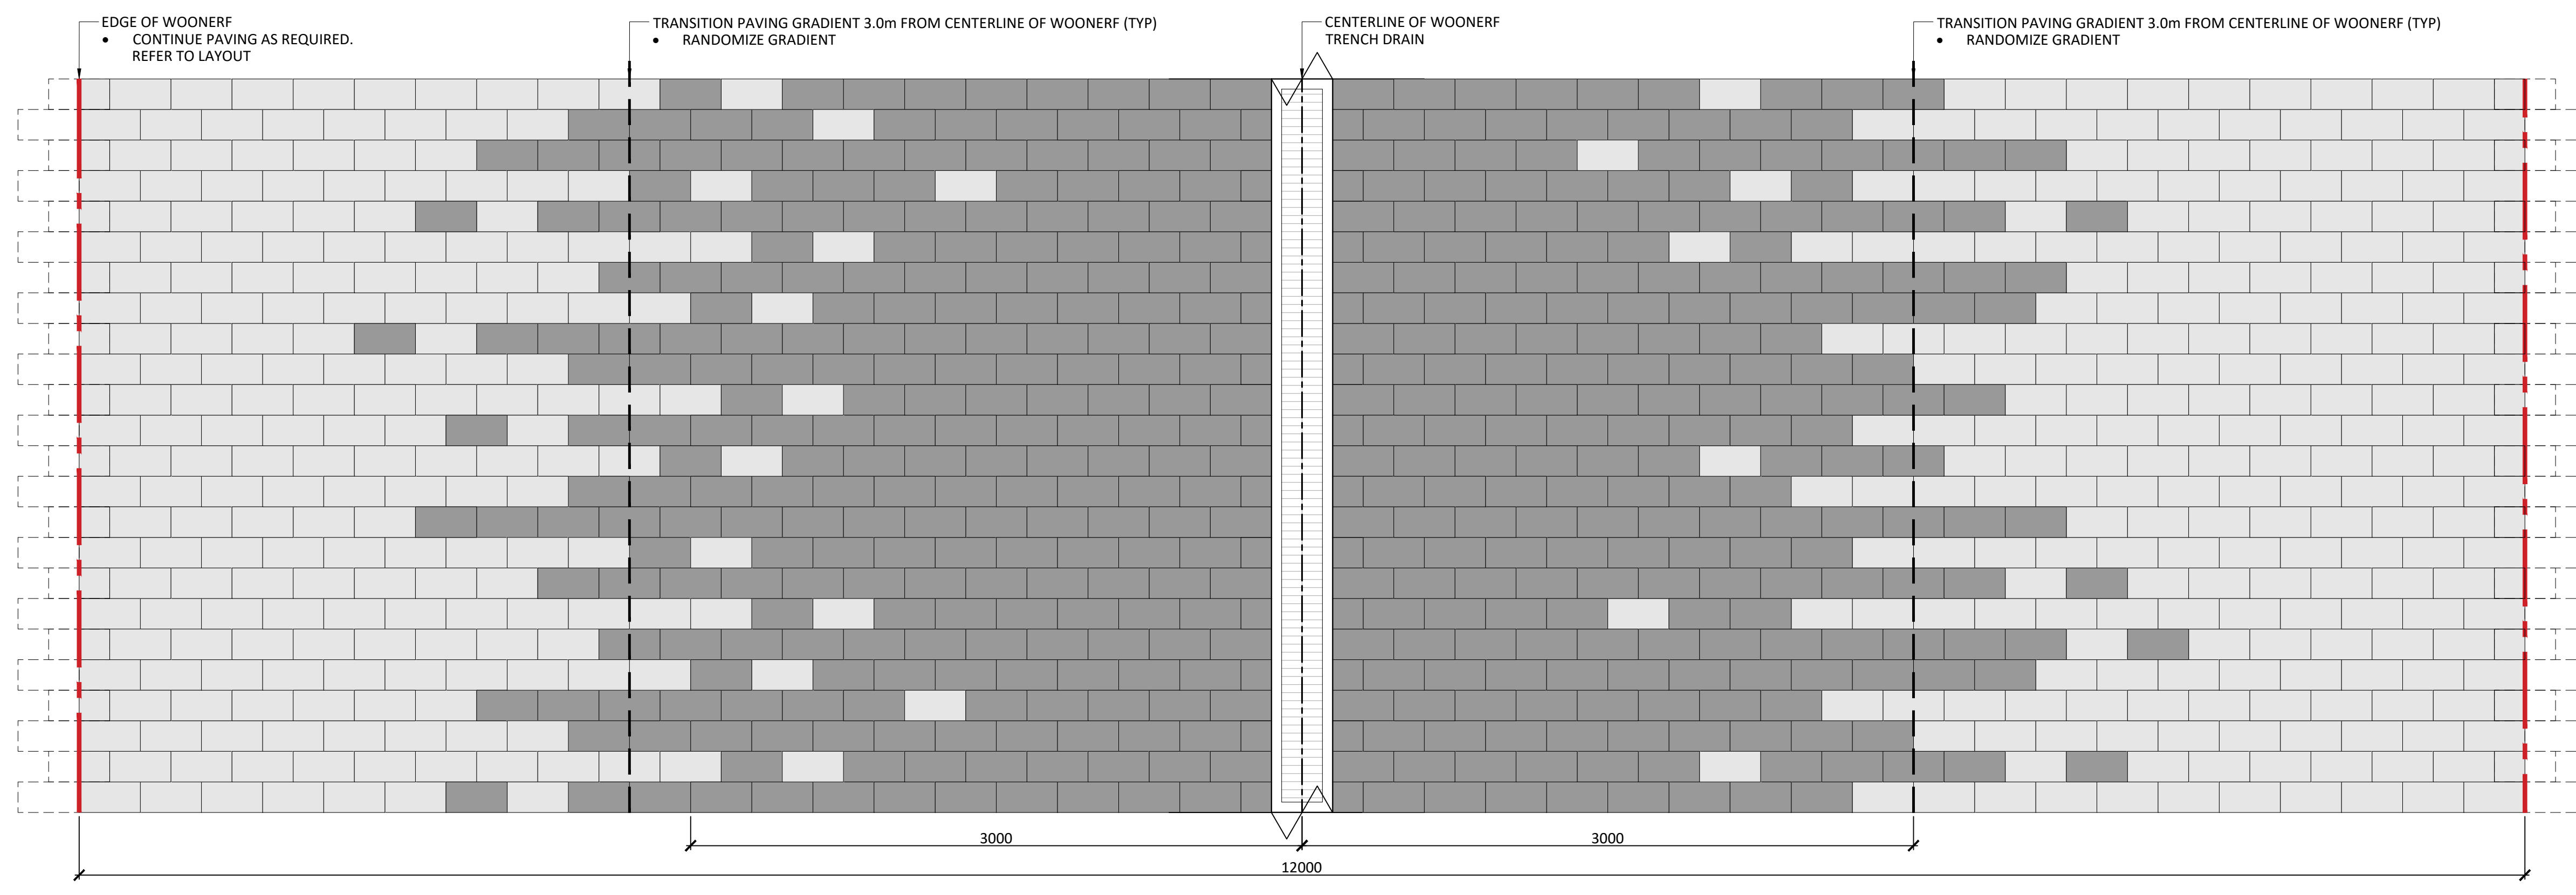 EDGE OF WOONERF
• CONTINUE PAVING AS REQUIRED.
REFER TO LAYOUT
TRANSITION PAVING GRADIENT 3.0m FROM CENTERLINE OF WOONERF (TYP)
• RANDOMIZE GRADIENT
CENTERLINE OF WOONERF
TRENCH DRAIN
TRANSITION PAVING GRADIENT 3.0m FROM CENTERLINE OF WOONERF (TYP)
• RANDOMIZE GRADIENT
3000
3000
12000